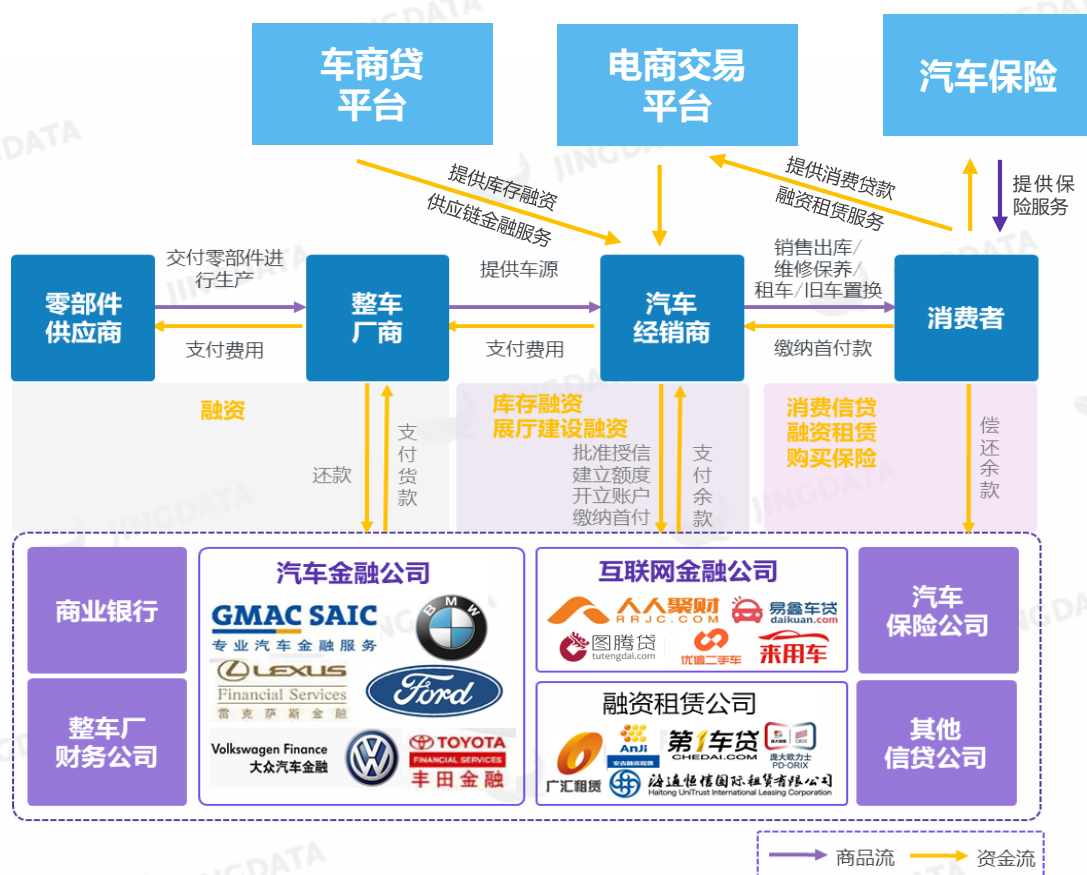 车商贷
平台
电商交易
平台
汽车保险
提供库存融资
供应链金融服务
提供消费贷款
融资租赁服务
提供保
险服务
交付零部件进
行生产
提供车源
销售出库/
维修保养/
租车/旧车置换
零部件
供应商
整车
厂商
汽车
经销商
消费者
支付费用
支付费用
缴纳首付款
融资
还款
支付货款
库存融资
展厅建设融资
批准授信
建立额度
开立账户
缴纳首付
支付余款
消费信贷
融资租赁
购买保险
偿还余款
商业银行
整车厂
财务公司
汽车金融公司
GMAC SAIC
专业汽车金融服务
BMW
LEXUS
Financial Services
雷克萨斯金融
Ford
Volkswagen Finance
大众汽车金融
TOYOTA
FINANCIAL SERVICES
丰田金融
互联网金融公司
人人聚财
RRJC.COM
易鑫车贷
daikuan.com
图腾贷
tutengdai.com
优信二手车
来用车
融资租赁公司
广汇租赁
AnJi
安吉融资租赁
第1车贷
CHEDAI.COM
ORIX
庞大欧力士
PD-ORIX
海通恒信国际租赁有限公司
Haitong UniTrust International Leasing Corporation
汽车
保险公司
其他
信贷公司
商品流
资金流
JINGDATA